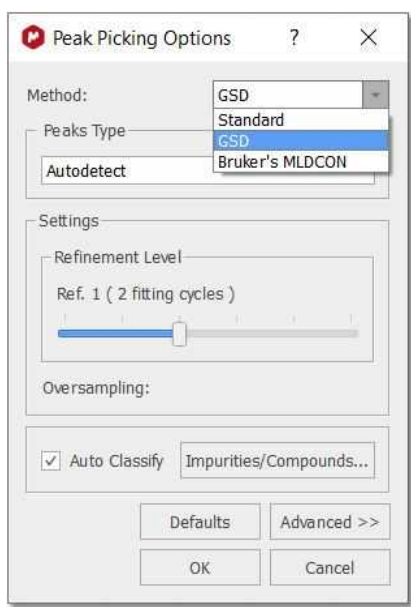 Peak Picking Options ? ×
Method: GSD
Standard
GSD
Bruker's MLDCON
Peaks Type
Autodetect
Settings
Refinement Level
Ref. 1 ( 2 fitting cycles )
Oversampling:
Auto Classify Impurities/Compounds...
Defaults Advanced >>
OK Cancel